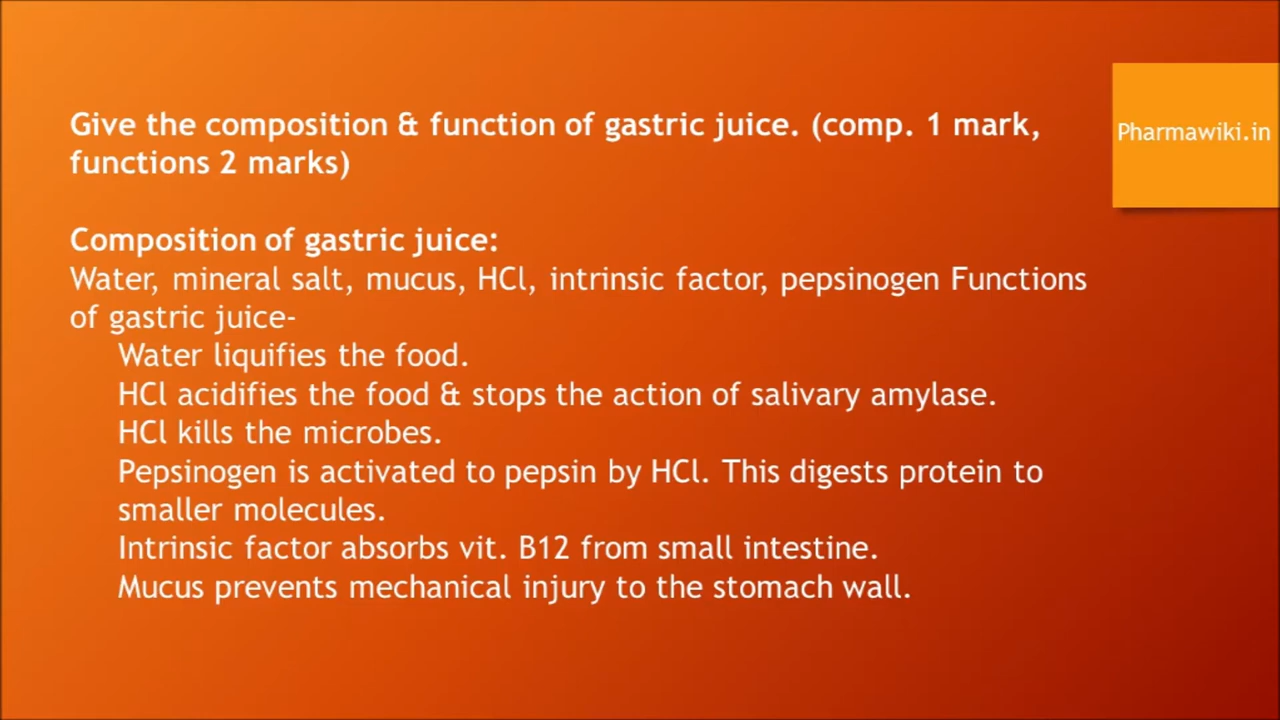 Give the composition & function of gastric juice. (comp. 1 mark,
functions 2 marks)
Pharmawiki.in
Composition of gastric juice:
Water, mineral salt, mucus, HCl, intrinsic factor, pepsinogen Functions
of gastric juice-
Water liquifies the food.
HCl acidifies the food & stops the action of salivary amylase.
HCl kills the microbes.
Pepsinogen is activated to pepsin by HCl. This digests protein to
smaller molecules.
Intrinsic factor absorbs vit. B12 from small intestine.
Mucus prevents mechanical injury to the stomach wall.